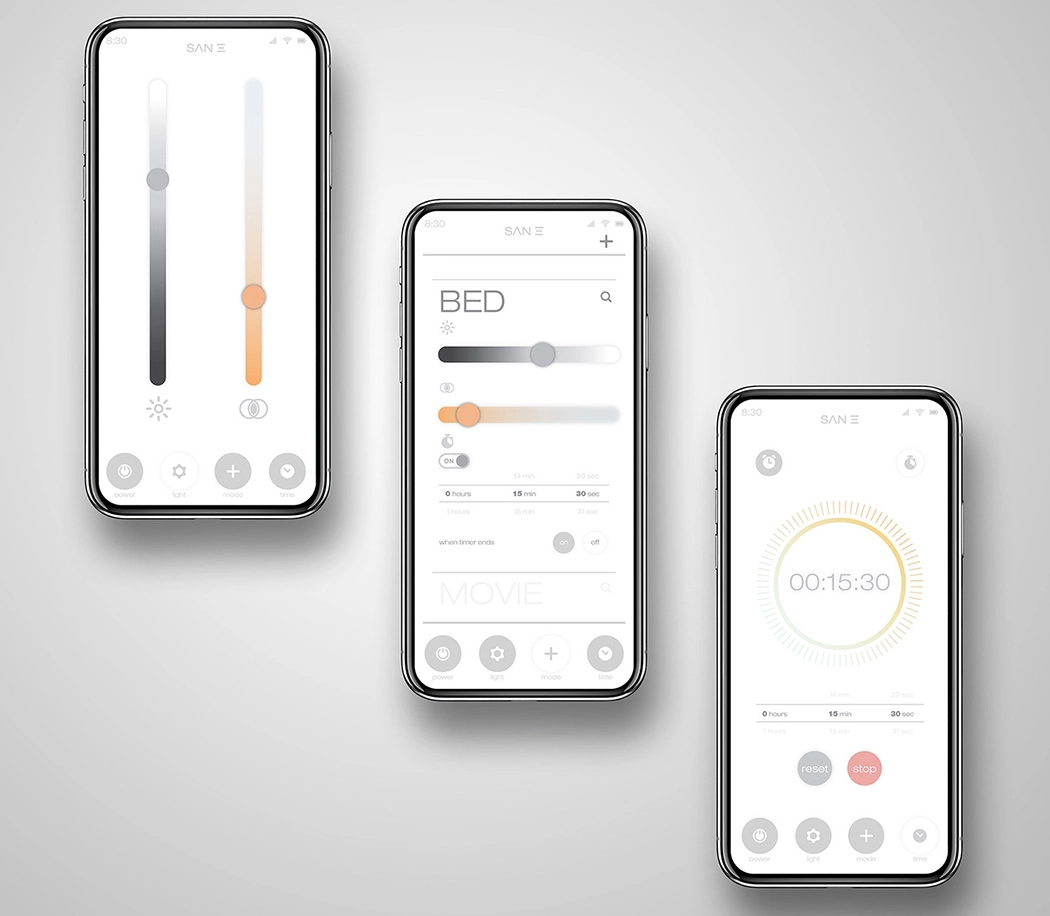 8:30
SΛN Ξ
power light mode time
8:30
SΛN Ξ
BED
ON
14 min 29 sec
0 hours 15 min 30 sec
1 hours 16 min 31 sec
when timer ends on off
MOVIE
power light mode time
8:30
SΛN Ξ
00:15:30
14 min 29 sec
0 hours 15 min 30 sec
1 hours 16 min 31 sec
reset stop
power light mode time